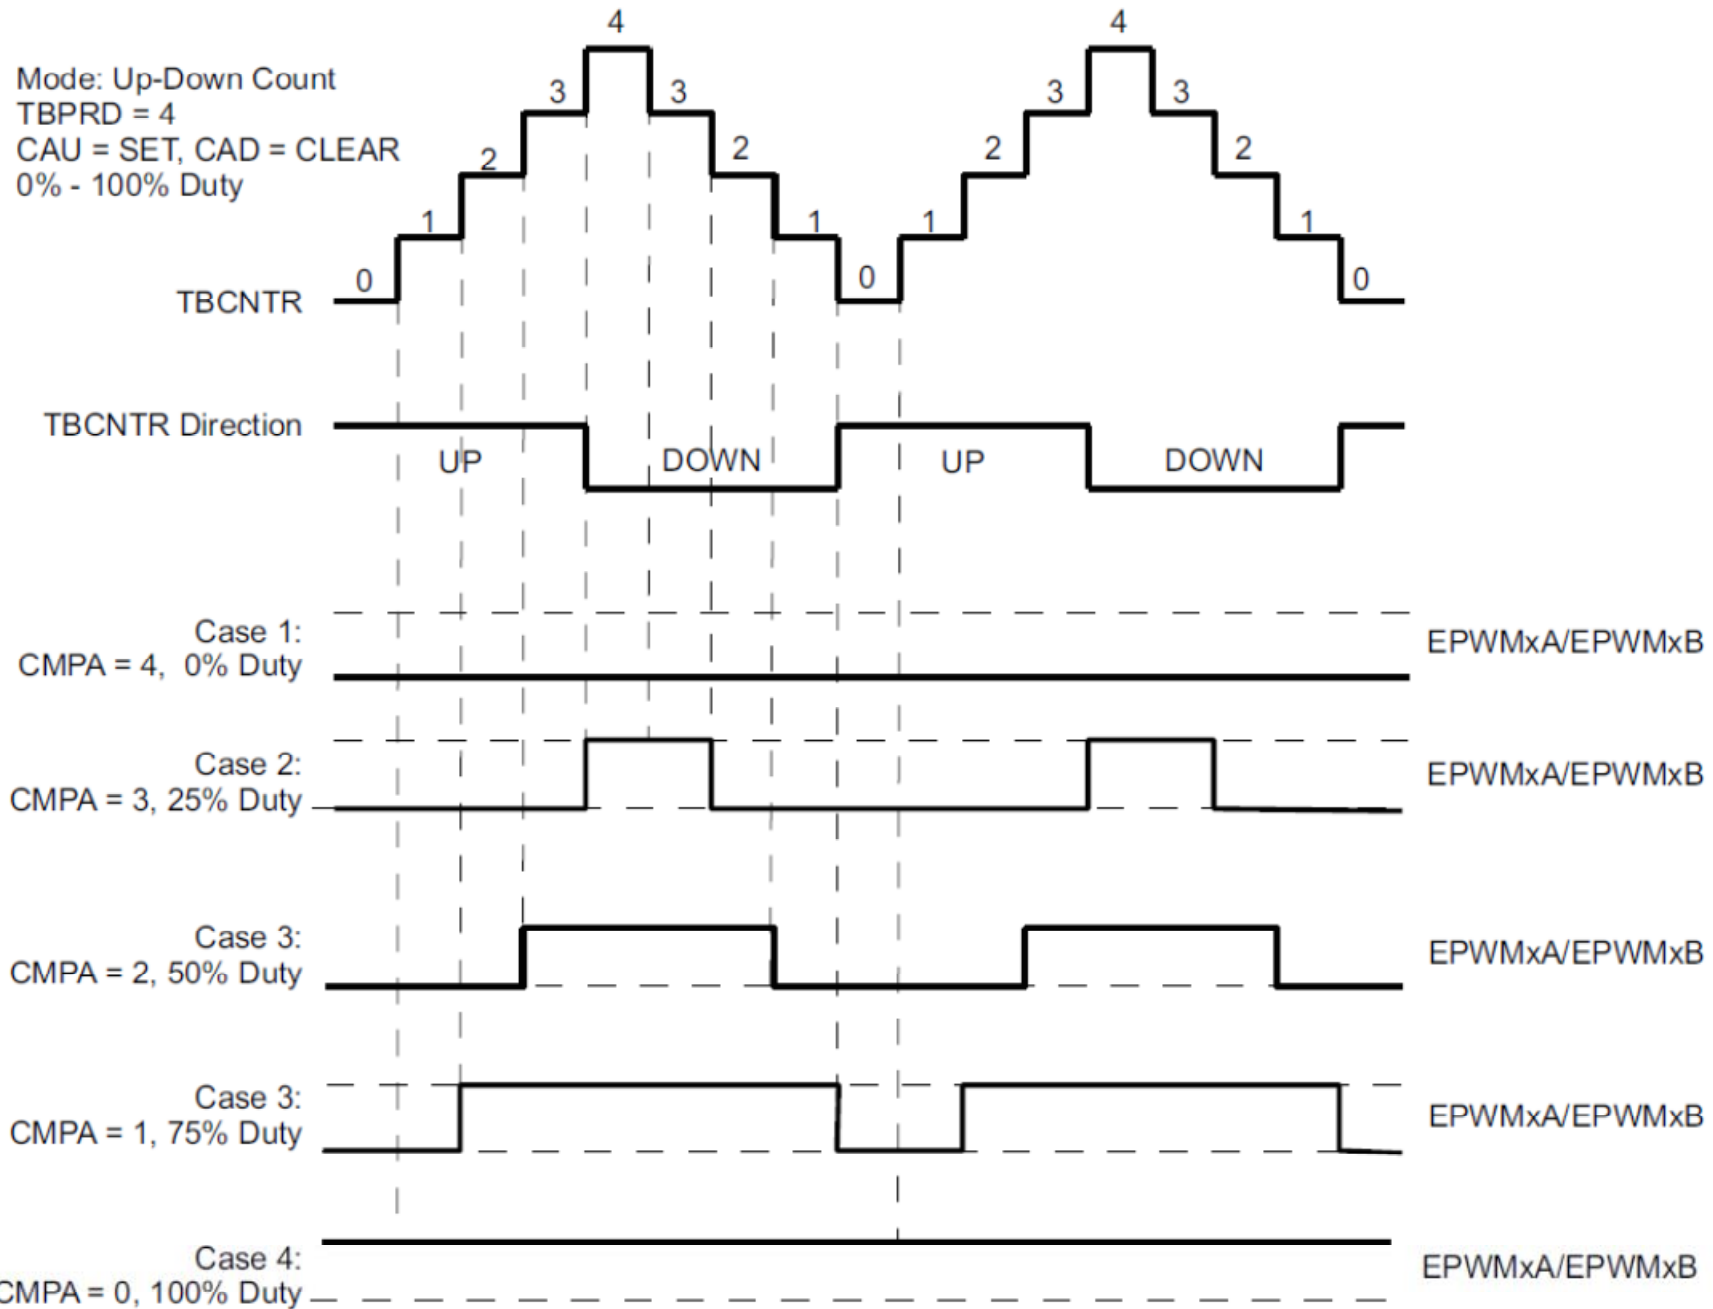 Mode: Up-Down Count
TBPRD = 4
CAU = SET, CAD = CLEAR
0% - 100% Duty
0
1
2
3
4
3
2
1
0
1
2
3
4
3
2
1
0
TBCNTR
TBCNTR Direction
UP
DOWN
UP
DOWN
Case 1:
CMPA = 4, 0% Duty
EPWMxA/EPWMxB
Case 2:
CMPA = 3, 25% Duty
EPWMxA/EPWMxB
Case 3:
CMPA = 2, 50% Duty
EPWMxA/EPWMxB
Case 3:
CMPA = 1, 75% Duty
EPWMxA/EPWMxB
Case 4:
CMPA = 0, 100% Duty
EPWMxA/EPWMxB